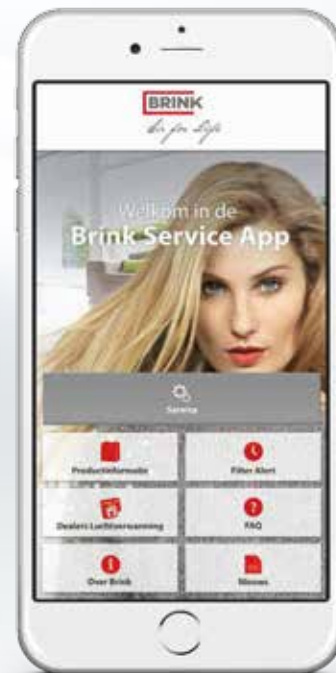 BRINK
Air for Life
Welkom in de
Brink Service App
Service
Productinformatie
Filter Alert
Dealers Luchtverwarming
FAQ
Over Brink
Nieuws